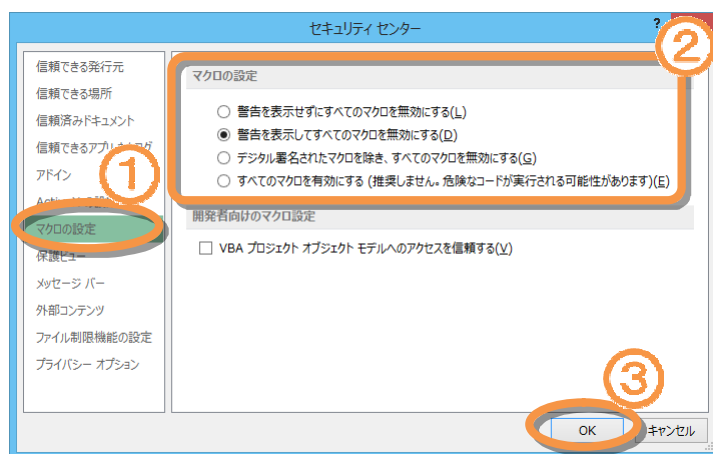 セキュリティ センター
?
②
信頼できる発行元
信頼できる場所
信頼済みドキュメント
信頼できるアプ
ログ
アドイン
①
マクロの設定
保護ビュー
メッセージ バー
外部コンテンツ
ファイル制限機能の設定
プライバシー オプション
マクロの設定
警告を表示せずにすべてのマクロを無効にする(L)
警告を表示してすべてのマクロを無効にする(D)
デジタル署名されたマクロを除き、すべてのマクロを無効にする(G)
すべてのマクロを有効にする (推奨しません。危険なコードが実行される可能性があります)(E)
開発者向けのマクロ設定
VBA プロジェクト オブジェクト モデルへのアクセスを信頼する(V)
③
OK
キャンセル